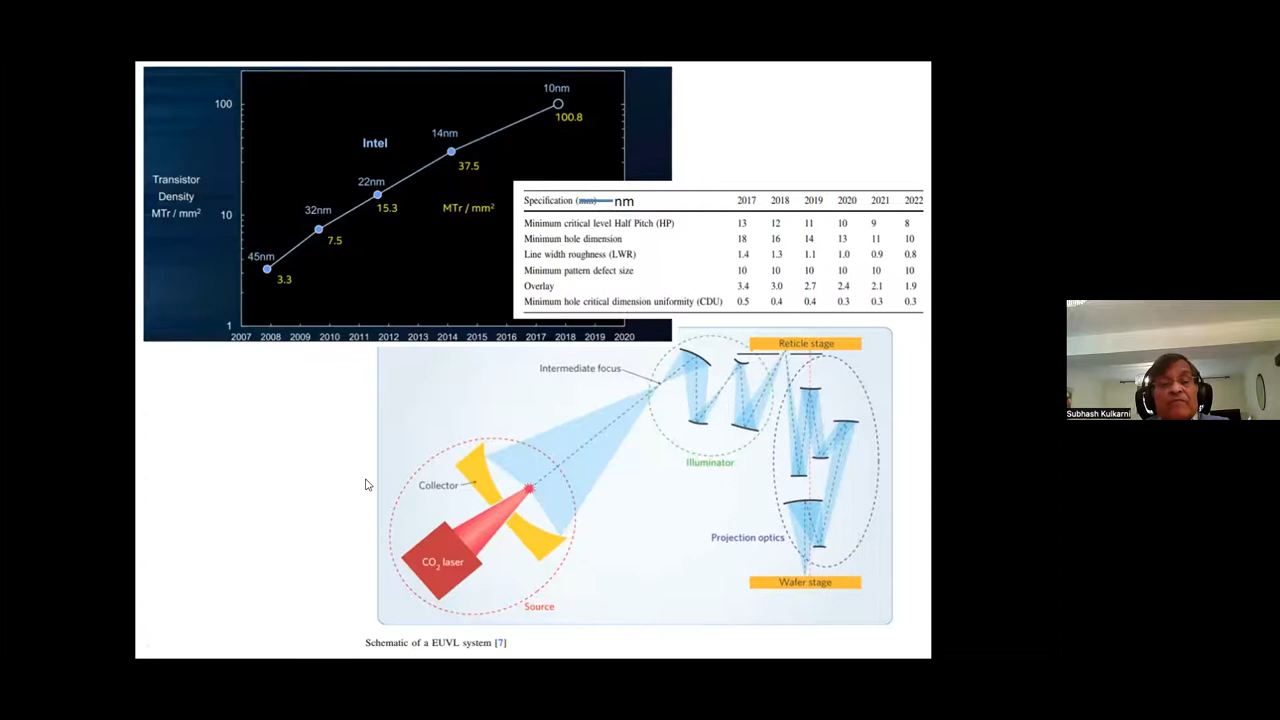 10nm
100
100.8
14nm
Intel
37.5
Transistor
Density
MTr / mm²
22nm
15.3
MTr / mm²
32nm
10
7.5
45nm
3.3
1
2007 2008 2009 2010 2011 2012 2013 2014 2015 2016 2017 2018 2019 2020
Specification (mm) nm 2017 2018 2019 2020 2021 2022
Minimum critical level Half Pitch (HP) 13 12 11 10 9 8
Minimum hole dimension 18 16 14 13 11 10
Line width roughness (LWR) 1.4 1.3 1.1 1.0 0.9 0.8
Minimum pattern defect size 10 10 10 10 10 10
Overlay 3.4 3.0 2.7 2.4 2.1 1.9
Minimum hole critical dimension uniformity (CDU) 0.5 0.4 0.4 0.3 0.3 0.3
Reticle stage
Intermediate focus
Illuminator
Collector
Projection optics
CO₂ laser
Wafer stage
Source
Schematic of a EUVL system [7]
Subhash Kulkarni